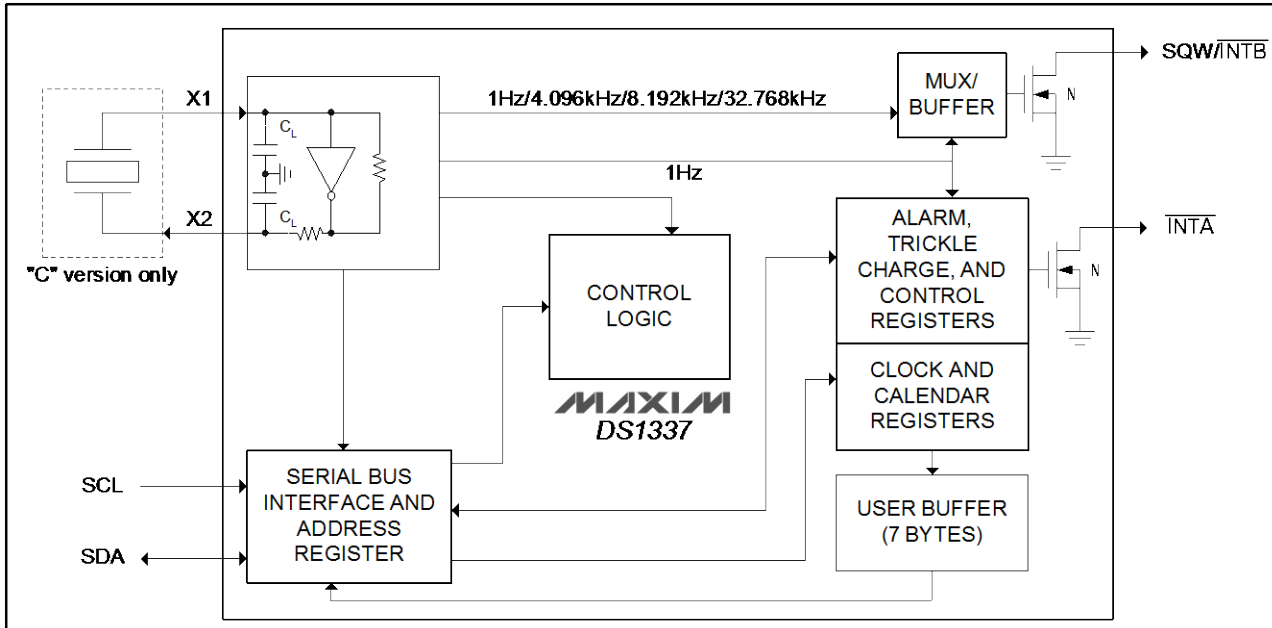 SQW/INTB
X1
1Hz/4.096kHz/8.192kHz/32.768kHz
MUX/
BUFFER
N
CL
1Hz
X2
CL
"C" version only
ALARM,
TRICKLE
CHARGE, AND
CONTROL
REGISTERS
INTA
N
CONTROL
LOGIC
CLOCK AND
CALENDAR
REGISTERS
MAXIM
DS1337
SCL
SERIAL BUS
INTERFACE AND
ADDRESS
REGISTER
USER BUFFER
(7 BYTES)
SDA